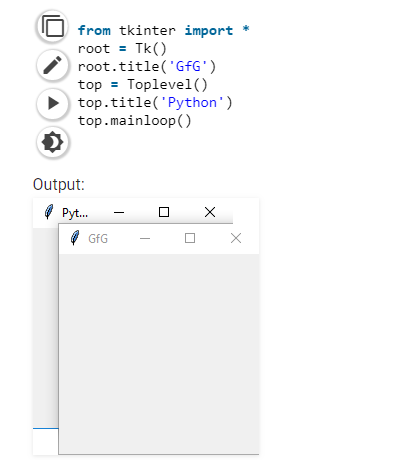 from tkinter import *
root = Tk()
root.title('GfG')
top = Toplevel()
top.title('Python')
top.mainloop()
Output:
Pyt...
GfG